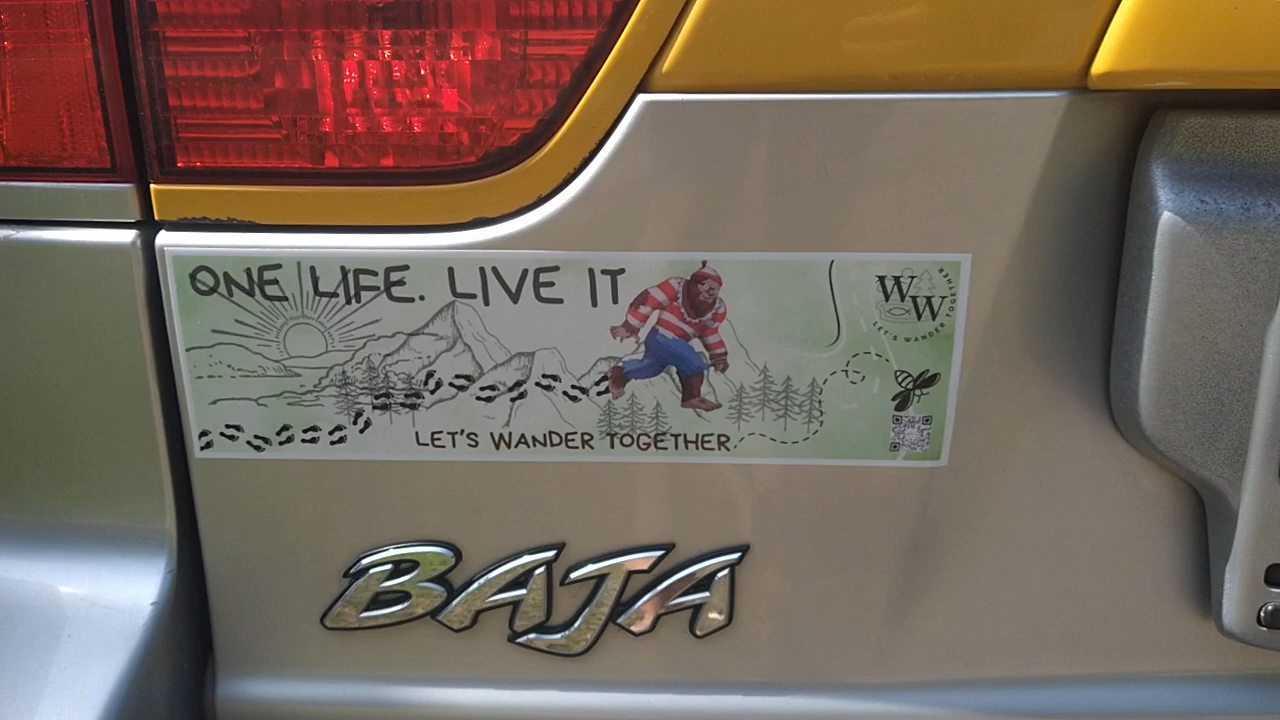 ONE LIFE. LIVE IT
WW
LET'S WANDER TOGETHER
LET'S WANDER TOGETHER
BAJA